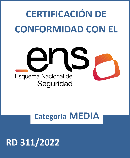 CERTIFICACIÓN DE
CONFORMIDAD CON EL
ens
Esquema Nacional de
Seguridad
Categoría MEDIA
RD 311/2022